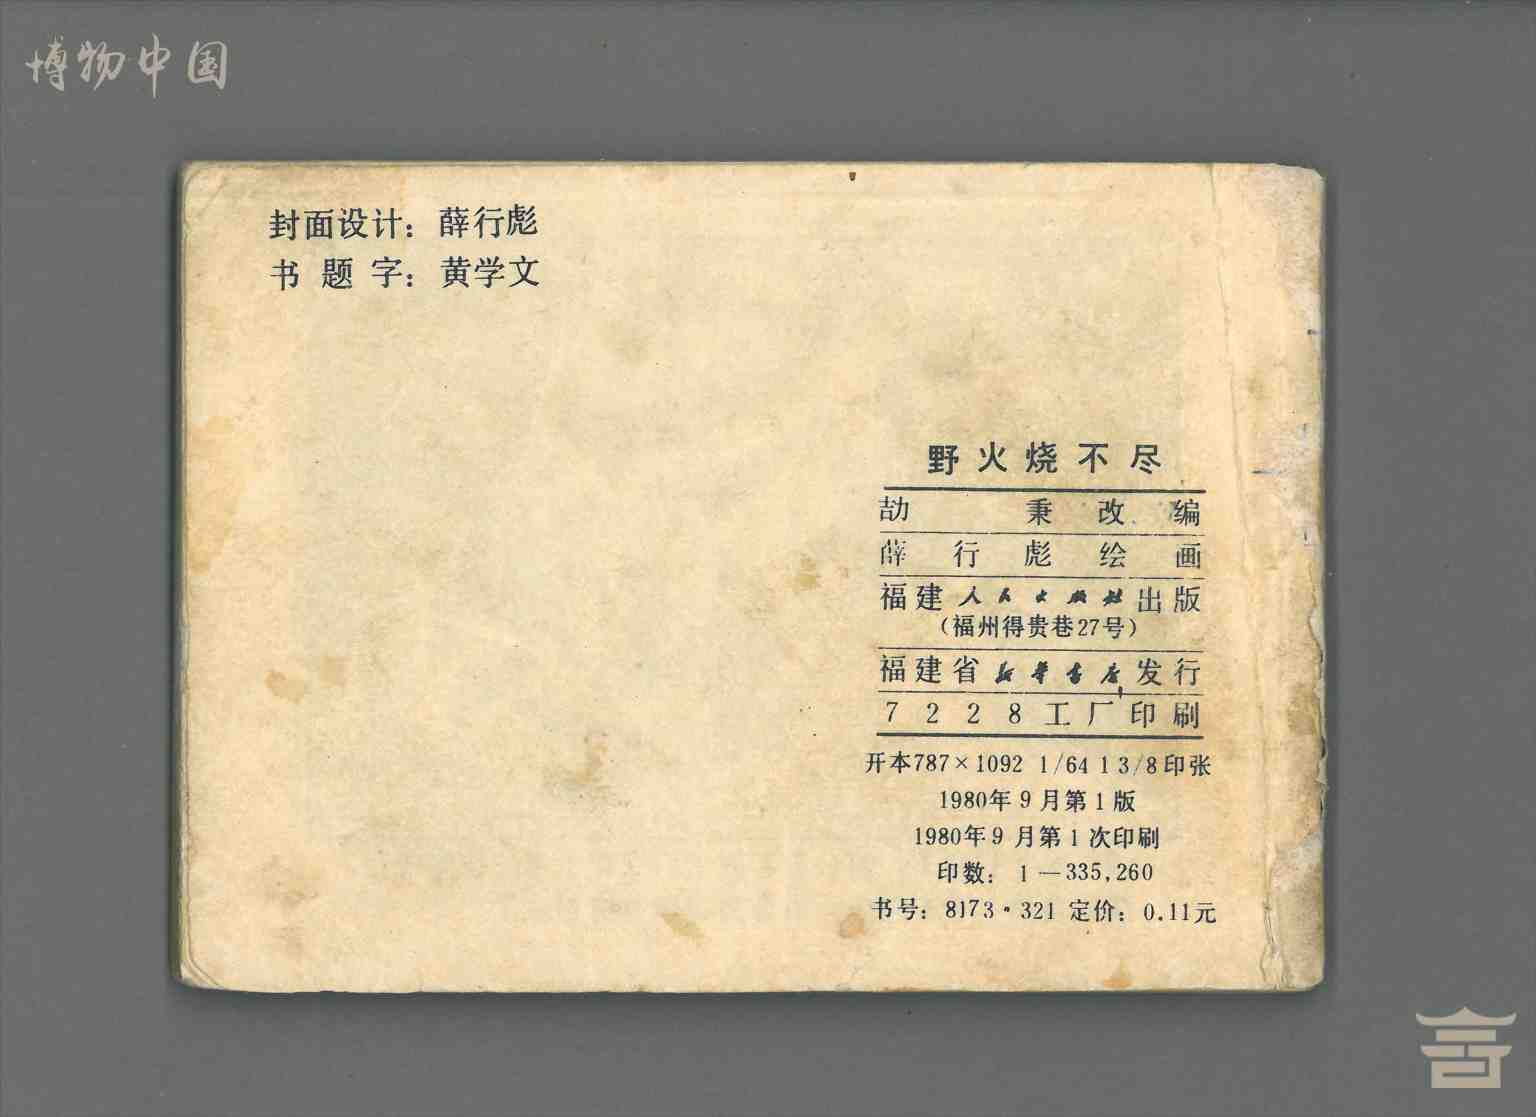 博物中国
封面设计：薛行彪
书题字：黄学文
野火烧不尽
劼秉改编
薛行彪绘画
福建人民出版社出版
（福州得贵巷27号）
福建省新华书店发行
7228工厂印刷
开本787×1092 1/64 1 3/8印张
1980年9月第1版
1980年9月第1次印刷
印数：1—335,260
书号：8173·321 定价：0.11元